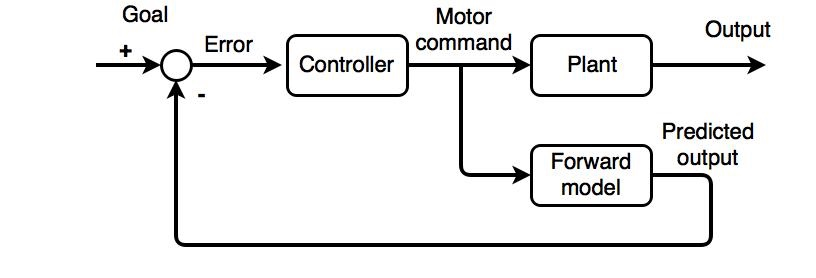 Goal
+
Error
-
Controller
Motor
command
Plant
Output
Forward
model
Predicted
output